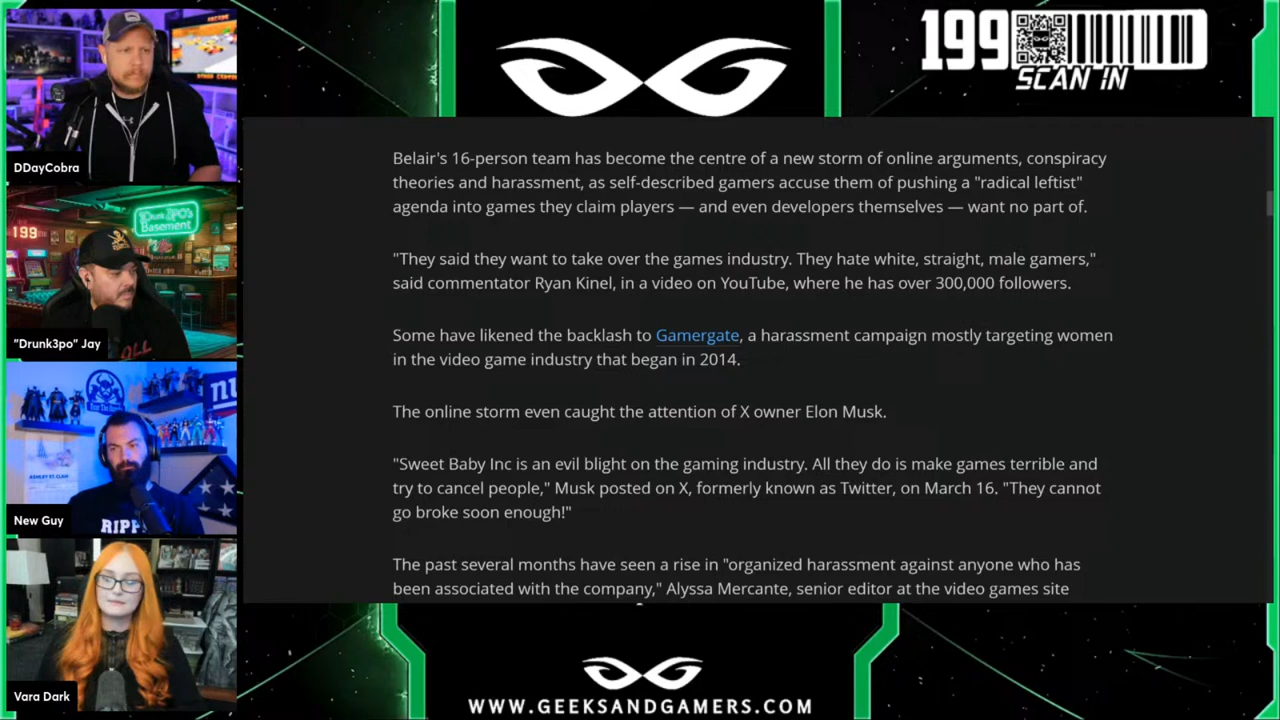 199
SCAN IN
DDayCobra
Drunk3PO's
Basement
199
"Drunk3po" Jay
New Guy
Vara Dark
Belair's 16-person team has become the centre of a new storm of online arguments, conspiracy
theories and harassment, as self-described gamers accuse them of pushing a "radical leftist"
agenda into games they claim players — and even developers themselves — want no part of.
"They said they want to take over the games industry. They hate white, straight, male gamers,"
said commentator Ryan Kinel, in a video on YouTube, where he has over 300,000 followers.
Some have likened the backlash to Gamergate, a harassment campaign mostly targeting women
in the video game industry that began in 2014.
The online storm even caught the attention of X owner Elon Musk.
"Sweet Baby Inc is an evil blight on the gaming industry. All they do is make games terrible and
try to cancel people," Musk posted on X, formerly known as Twitter, on March 16. "They cannot
go broke soon enough!"
The past several months have seen a rise in "organized harassment against anyone who has
been associated with the company," Alyssa Mercante, senior editor at the video games site
WWW.GEEKSANDGAMERS.COM